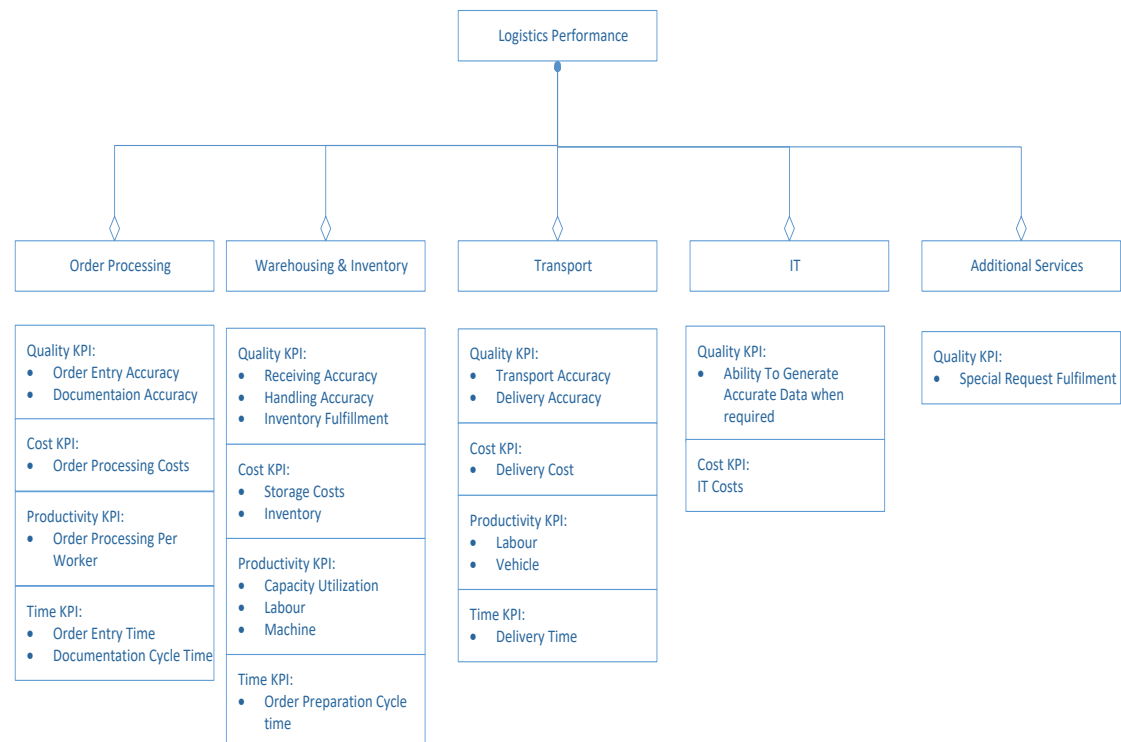 Logistics Performance
Order Processing
Warehousing & Inventory
Transport
IT
Additional Services
Quality KPI:
• Order Entry Accuracy
• Documentaion Accuracy
Cost KPI:
• Order Processing Costs
Productivity KPI:
• Order Processing Per
Worker
Time KPI:
• Order Entry Time
• Documentation Cycle Time
Quality KPI:
• Receiving Accuracy
• Handling Accuracy
• Inventory Fulfillment
Cost KPI:
• Storage Costs
• Inventory
Productivity KPI:
• Capacity Utilization
• Labour
• Machine
Time KPI:
• Order Preparation Cycle
time
Quality KPI:
• Transport Accuracy
• Delivery Accuracy
Cost KPI:
• Delivery Cost
Productivity KPI:
• Labour
• Vehicle
Time KPI:
• Delivery Time
Quality KPI:
• Ability To Generate
Accurate Data when
required
Cost KPI:
IT Costs
Quality KPI:
• Special Request Fulfilment